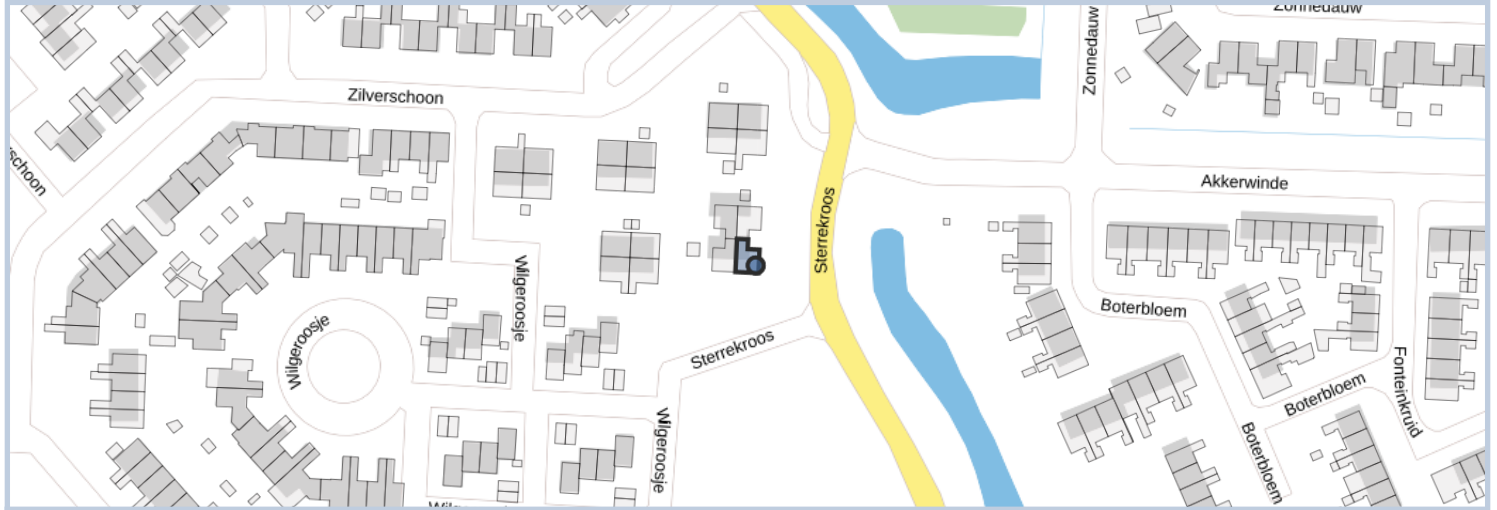 Zonnedauw
Zonnedauw
Zilverschoon
schoon
Akkerwinde
Sterrekroos
Wilgeroosje
Boterbloem
Wilgeroosje
Sterrekroos
Fonteinkruid
Boterbloem
Wilgeroosje
Boterbloem